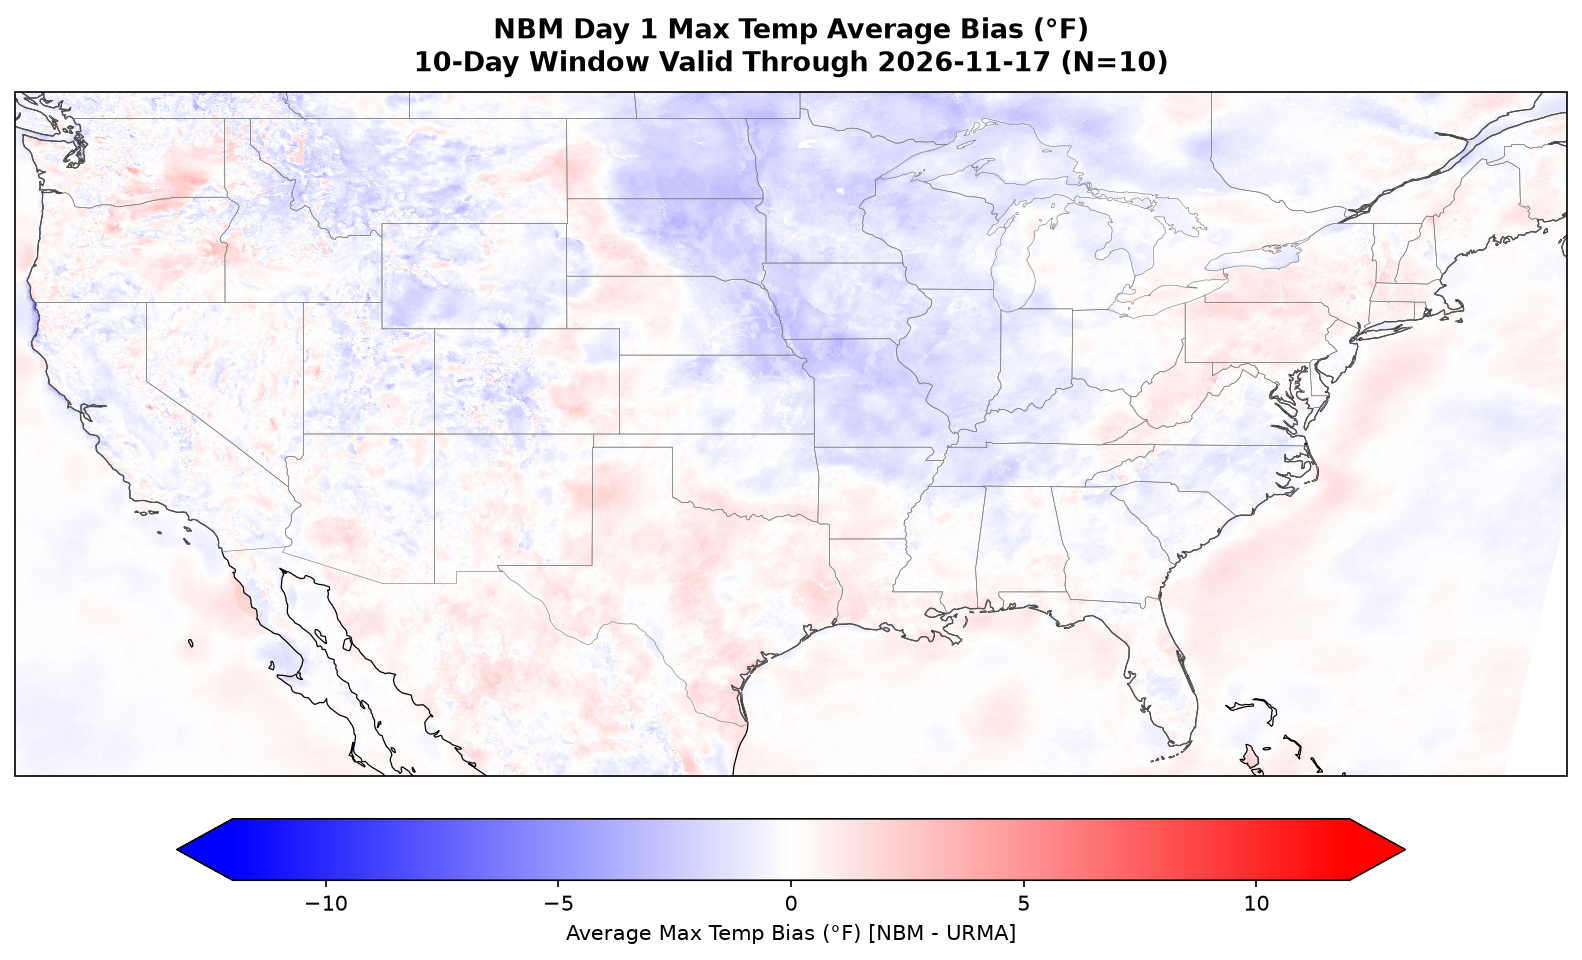 NBM Day 1 Max Temp Average Bias (°F)
10-Day Window Valid Through 2026-11-17 (N=10)
−10 −5 0 5 10
Average Max Temp Bias (°F) [NBM - URMA]